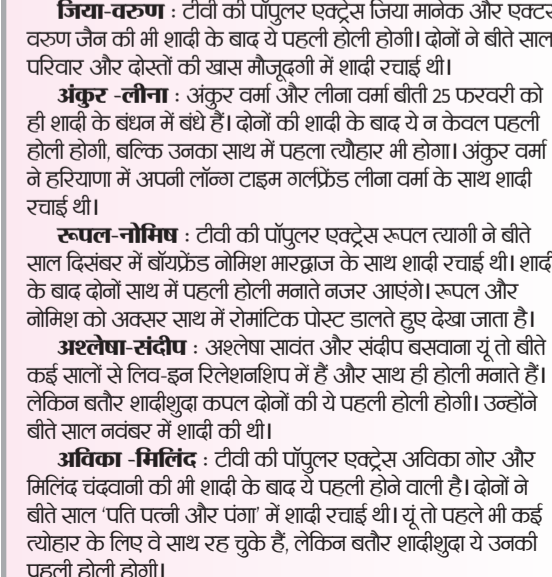 जिया-वरुण : टीवी की पॉपुलर एक्ट्रेस जिया मानेक और एक्टर
वरुण जैन की भी शादी के बाद ये पहली होली होगी। दोनों ने बीते साल
परिवार और दोस्तों की खास मौजूदगी में शादी रचाई थी।
अंकुर -लीना : अंकुर वर्मा और लीना वर्मा बीती 25 फरवरी को
ही शादी के बंधन में बंधे हैं। दोनों की शादी के बाद ये न केवल पहली
होली होगी, बल्कि उनका साथ में पहला त्यौहार भी होगा। अंकुर वर्मा
ने हरियाणा में अपनी लॉन्ग टाइम गर्लफ्रेंड लीना वर्मा के साथ शादी
रचाई थी।
रूपल-नोमिष : टीवी की पॉपुलर एक्ट्रेस रूपल त्यागी ने बीते
साल दिसंबर में बॉयफ्रेंड नोमिश भारद्वाज के साथ शादी रचाई थी। शादी
के बाद दोनों साथ में पहली होली मनाते नजर आएंगे। रूपल और
नोमिश को अक्सर साथ में रोमांटिक पोस्ट डालते हुए देखा जाता है।
अश्लेषा-संदीप : अश्लेषा सावंत और संदीप बसवाना यूं तो बीते
कई सालों से लिव-इन रिलेशनशिप में हैं और साथ ही होली मनाते हैं।
लेकिन बतौर शादीशुदा कपल दोनों की ये पहली होली होगी। उन्होंने
बीते साल नवंबर में शादी की थी।
अविका -मिलिंद : टीवी की पॉपुलर एक्ट्रेस अविका गोर और
मिलिंद चंदवानी की भी शादी के बाद ये पहली होने वाली है। दोनों ने
बीते साल ‘पति पत्नी और पंगा’ में शादी रचाई थी। यूं तो पहले भी कई
त्योहार के लिए वे साथ रह चुके हैं, लेकिन बतौर शादीशुदा ये उनकी
पहली होली होगी।